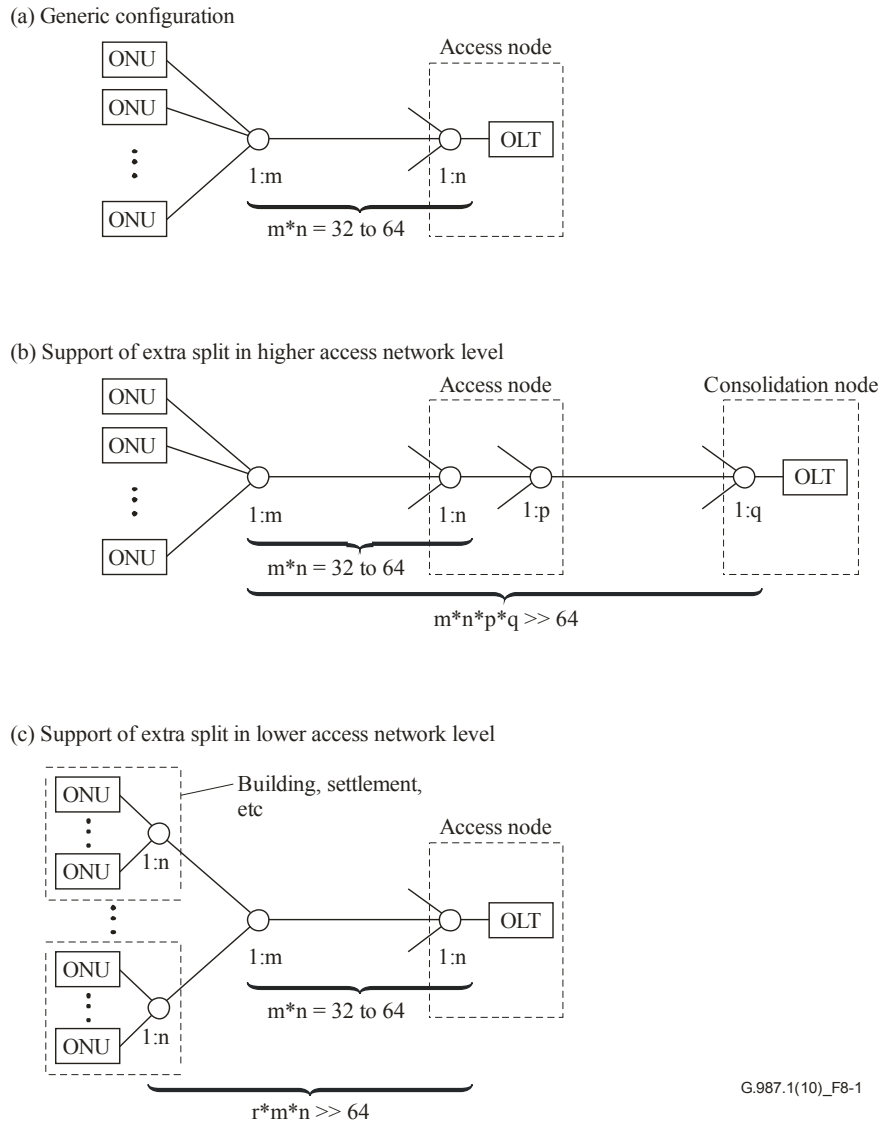 (a) Generic configuration
Access node
ONU
ONU
ONU
OLT
1:m
1:n
m*n = 32 to 64
(b) Support of extra split in higher access network level
Access node
Consolidation node
ONU
ONU
ONU
OLT
1:m
1:n
1:p
1:q
m*n = 32 to 64
m*n*p*q >> 64
(c) Support of extra split in lower access network level
Building, settlement,
etc
ONU
ONU
1:n
Access node
OLT
1:m
1:n
ONU
ONU
1:n
m*n = 32 to 64
r*m*n >> 64
G.987.1(10)_F8-1